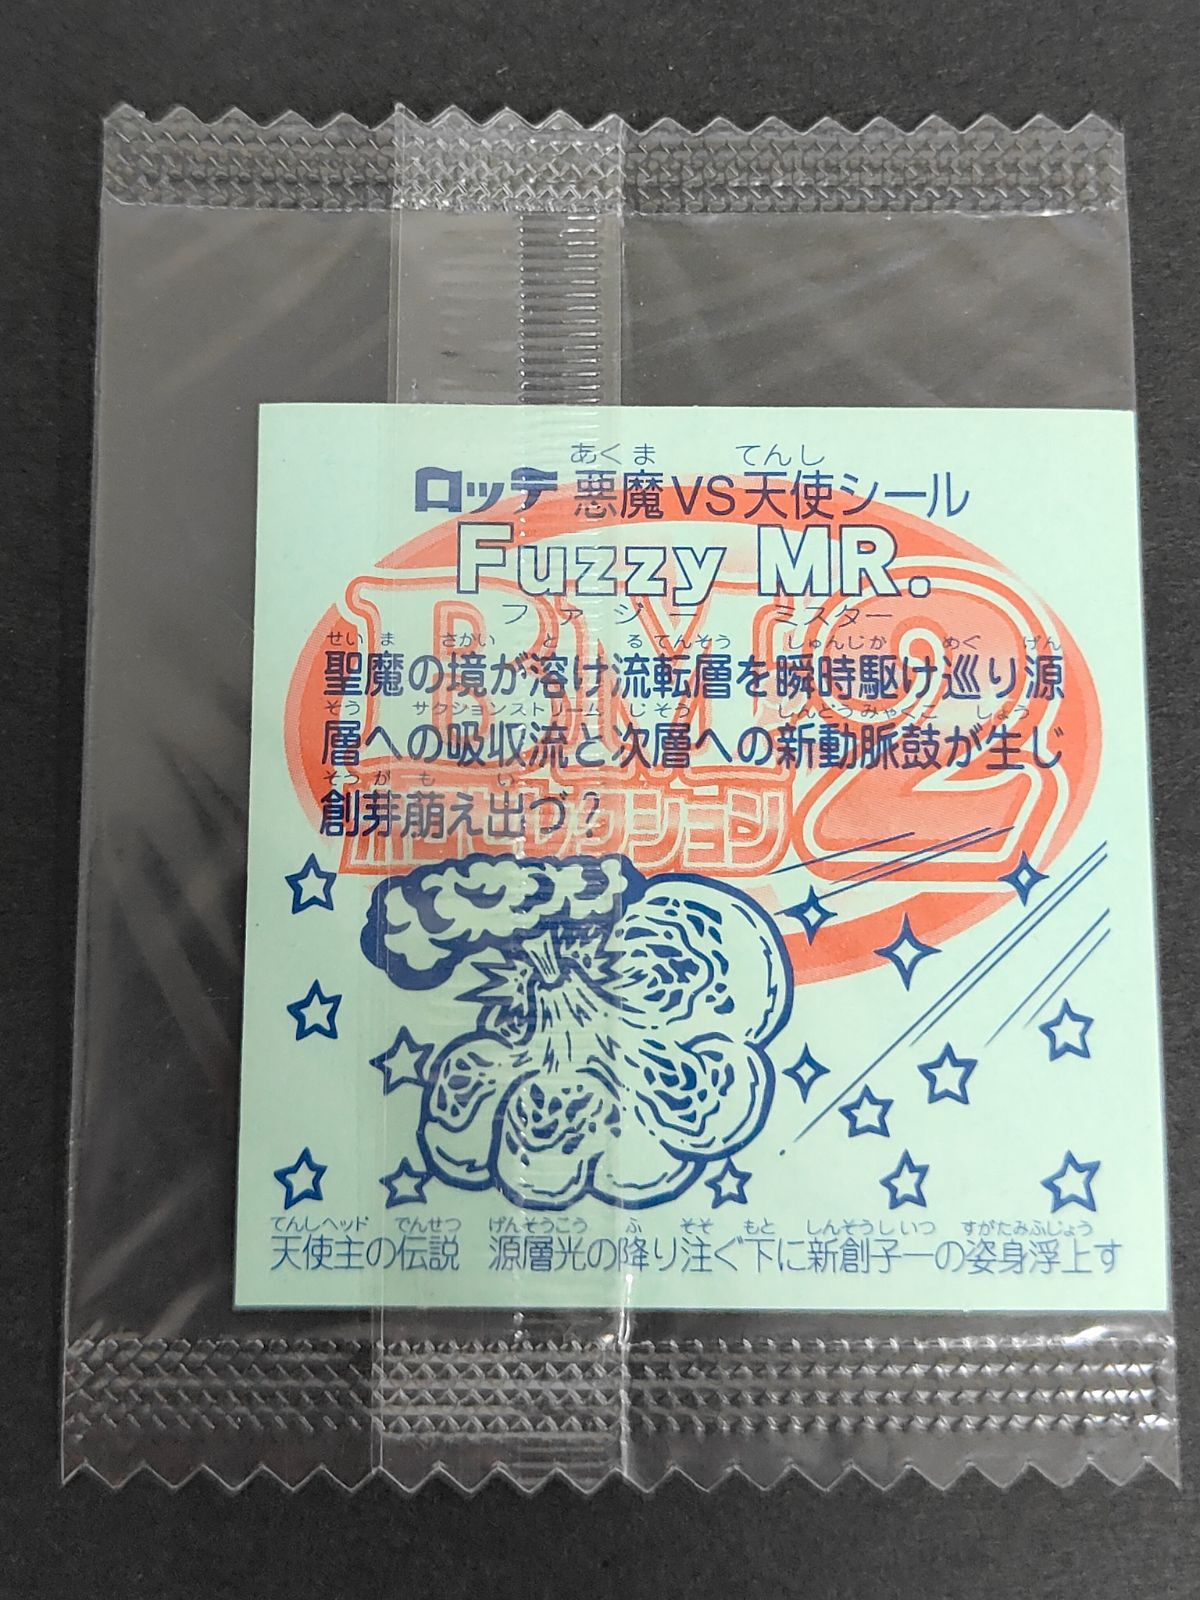 あくま てんし
ロッテ 悪魔VS天使シール
Fuzzy MR.
ファジー ミスター
BM2
せいま さかい と るてんそう しゅんじか めぐ げん
聖魔の境が溶け流転層を瞬時駆け巡り源
そう サクションストリーム じそう しんどうみゃくこ しょう
層への吸収流と次層への新動脈鼓が生じ
そうがも い
創芽萌え出づ?
セレクション
てんしヘッド でんせつ げんそうこう ふ そそ もと しんそうしいつ すがたみふじょう
天使主の伝説 源層光の降り注ぐ下に新創子一の姿身浮上す